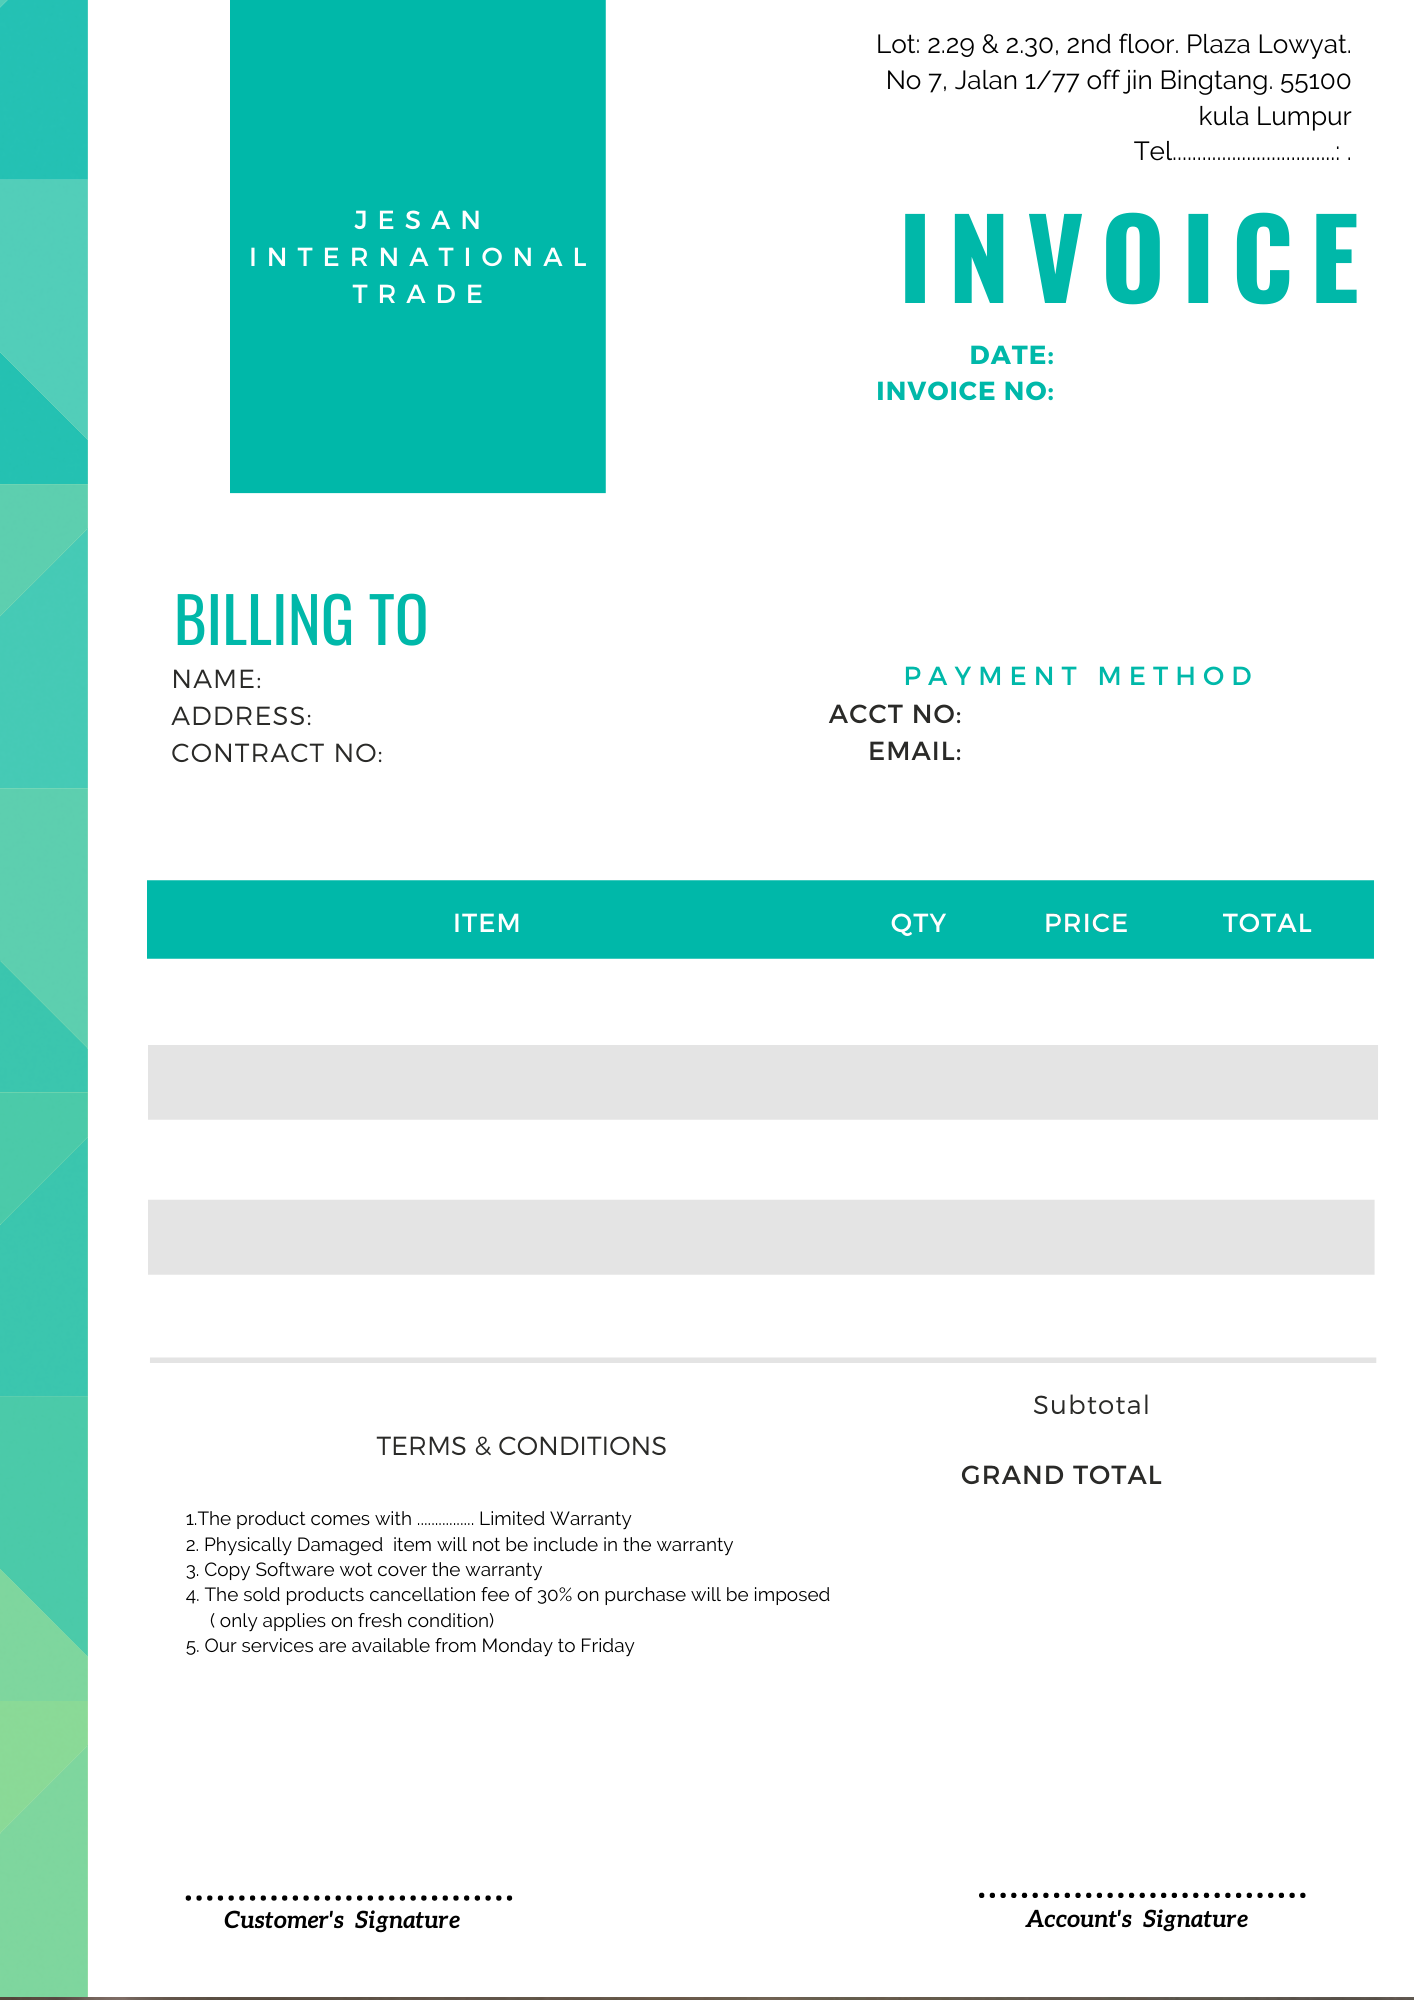 Lot: 2.29 & 2.30, 2nd floor. Plaza Lowyat.
No 7, Jalan 1/77 off jin Bingtang. 55100
kula Lumpur
Tel.................................: .
JESAN
INTERNATIONAL
TRADE
INVOICE
DATE:
INVOICE NO:
BILLING TO
NAME:
ADDRESS:
CONTRACT NO:
PAYMENT METHOD
ACCT NO:
EMAIL:
ITEM QTY PRICE TOTAL
Subtotal
GRAND TOTAL
TERMS & CONDITIONS
1.The product comes with ................ Limited Warranty
2. Physically Damaged  item will not be include in the warranty
3. Copy Software wot cover the warranty
4. The sold products cancellation fee of 30% on purchase will be imposed
( only applies on fresh condition)
5. Our services are available from Monday to Friday
...............................
Customer's  Signature
...............................
Account's  Signature